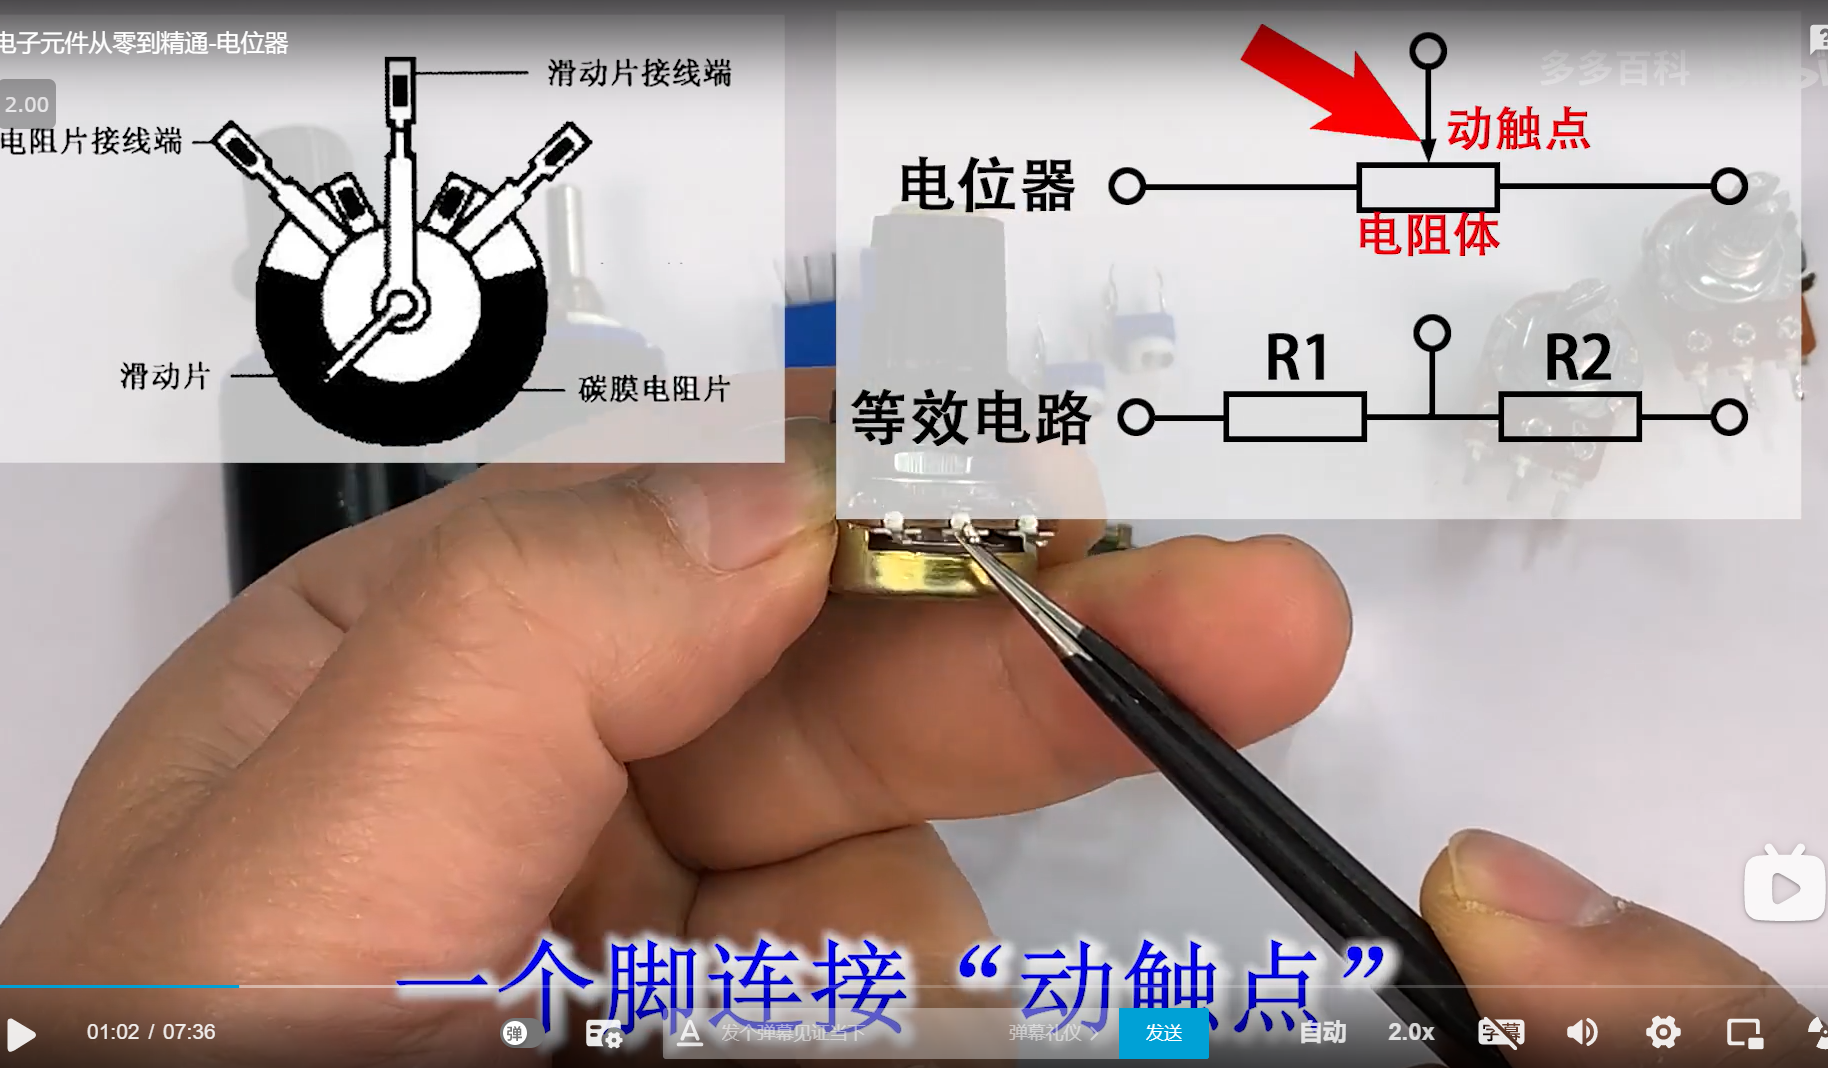 电子元件从零到精通-电位器
2.00
滑动片接线端
电阻片接线端
滑动片
碳膜电阻片
多多百科
动触点
电位器
电阻体
R1
R2
等效电路
一个脚连接“动触点”
01:02 / 07:36
弹
A
发个弹幕见证当下
弹幕礼仪 >
发送
自动
2.0x
字幕